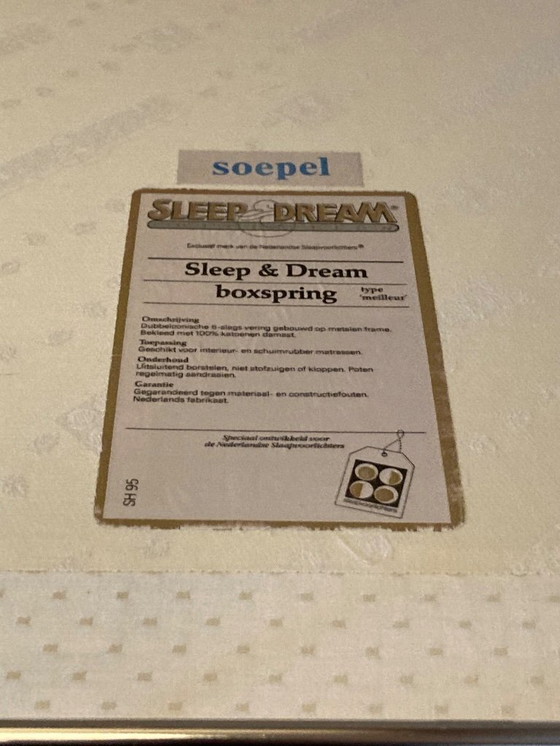 soepel
SLEEP DREAM®
Exclusief merk van de Nederlandse Slaapvoorlichters®
Sleep & Dream
boxspring type 'meilleur'
Omschrijving
Dubbelconische 6-slags vering gebouwd op metalen frame.
Bekleed met 100% katoenen damast.
Toepassing
Geschikt voor interieur- en schuimrubber matrassen.
Onderhoud
Uitsluitend borstelen, niet stofzuigen of kloppen. Poten
regelmatig aandraaien.
Garantie
Gegarandeerd tegen materiaal- en constructiefouten.
Nederlands fabrikaat.
Speciaal ontwikkeld voor
de Nederlandse Slaapvoorlichters
slaapvoorlichters
SH 95